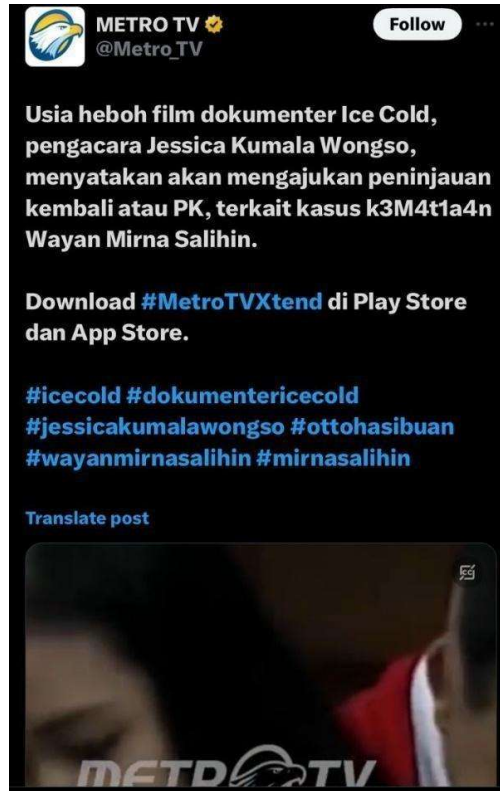 METRO TV
@Metro_TV
Follow
Usia heboh film dokumenter Ice Cold,
pengacara Jessica Kumala Wongso,
menyatakan akan mengajukan peninjauan
kembali atau PK, terkait kasus k3M4t1a4n
Wayan Mirna Salihin.
Download #MetroTVXtend di Play Store
dan App Store.
#icecold #dokumentericecold
#jessicakumalawongso #ottohasibuan
#wayanmirnasalihin #mirnasalihin
Translate post
METRO TV